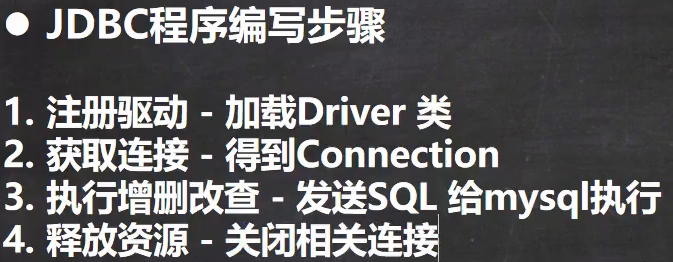 ● JDBC程序编写步骤
1. 注册驱动 - 加载Driver 类
2. 获取连接 - 得到Connection
3. 执行增删改查 - 发送SQL 给mysql执行
4. 释放资源 - 关闭相关连接